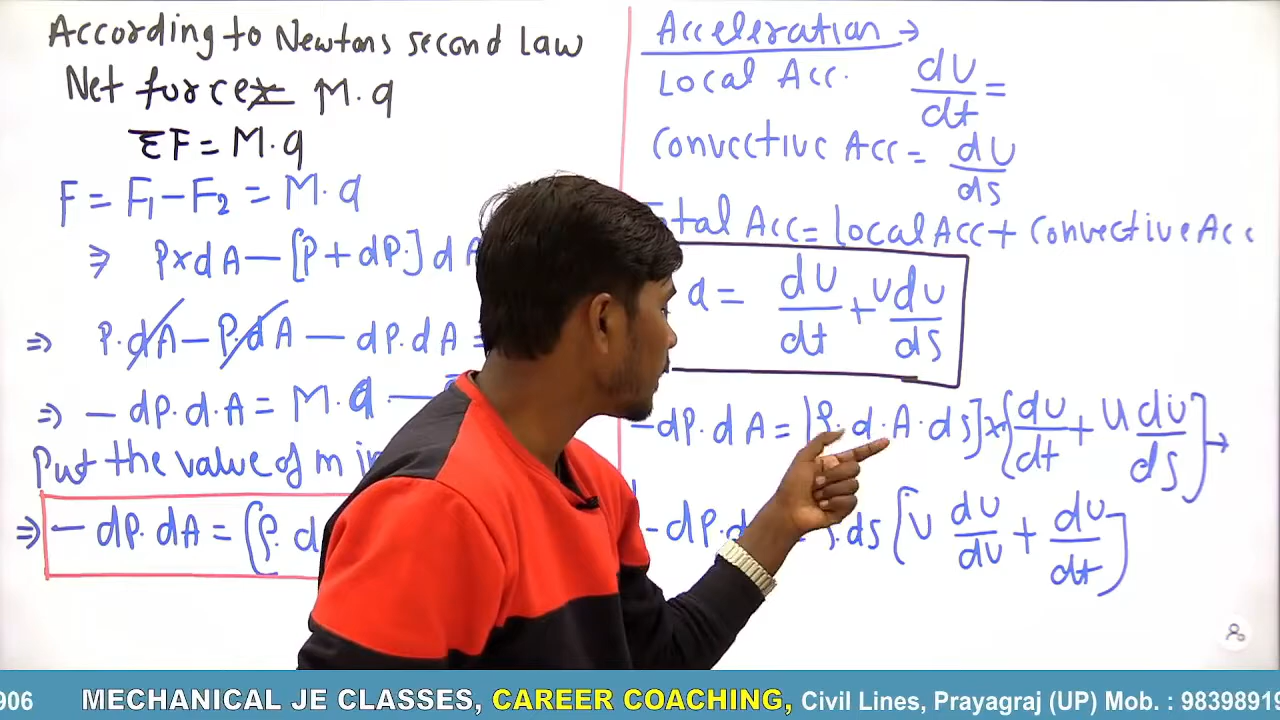 According to Newtons second law
Net force = M.a
ΣF = M.a
F = F₁ - F₂ = M.a
⇒ P×dA - [P + dP.] dA
⇒ P.dA - P.dA - dP.dA =
⇒ - dP.d.A = M.a -
Put the value of m in
⇒ - dP.dA = (ρ. d
Acceleration →
Local Acc. dU/dt =
Convective Acc = dU/ds
tal Acc = local Acc + Convective Acc
a = dU/dt + U dU/ds
- dP.dA = [ρ.d.A.ds] × [dU/dt + U dU/ds] →
- dP.d .ds [U dU/dU + dU/dt]
906 MECHANICAL JE CLASSES, CAREER COACHING, Civil Lines, Prayagraj (UP) Mob. : 98398919